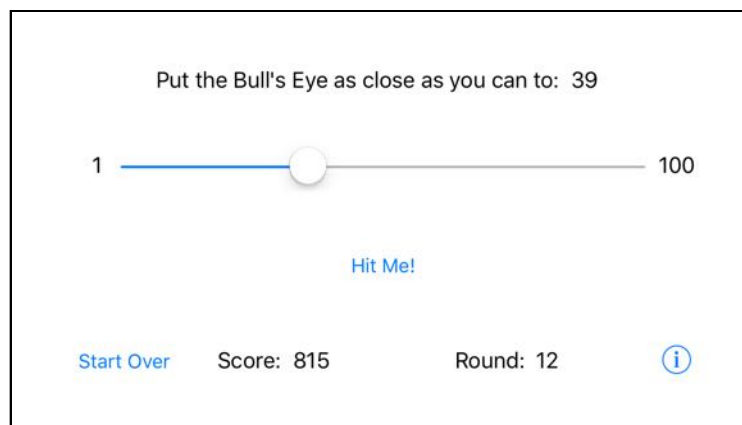 Put the Bull's Eye as close as you can to: 39
1 100
Hit Me!
Start Over Score: 815 Round: 12 i